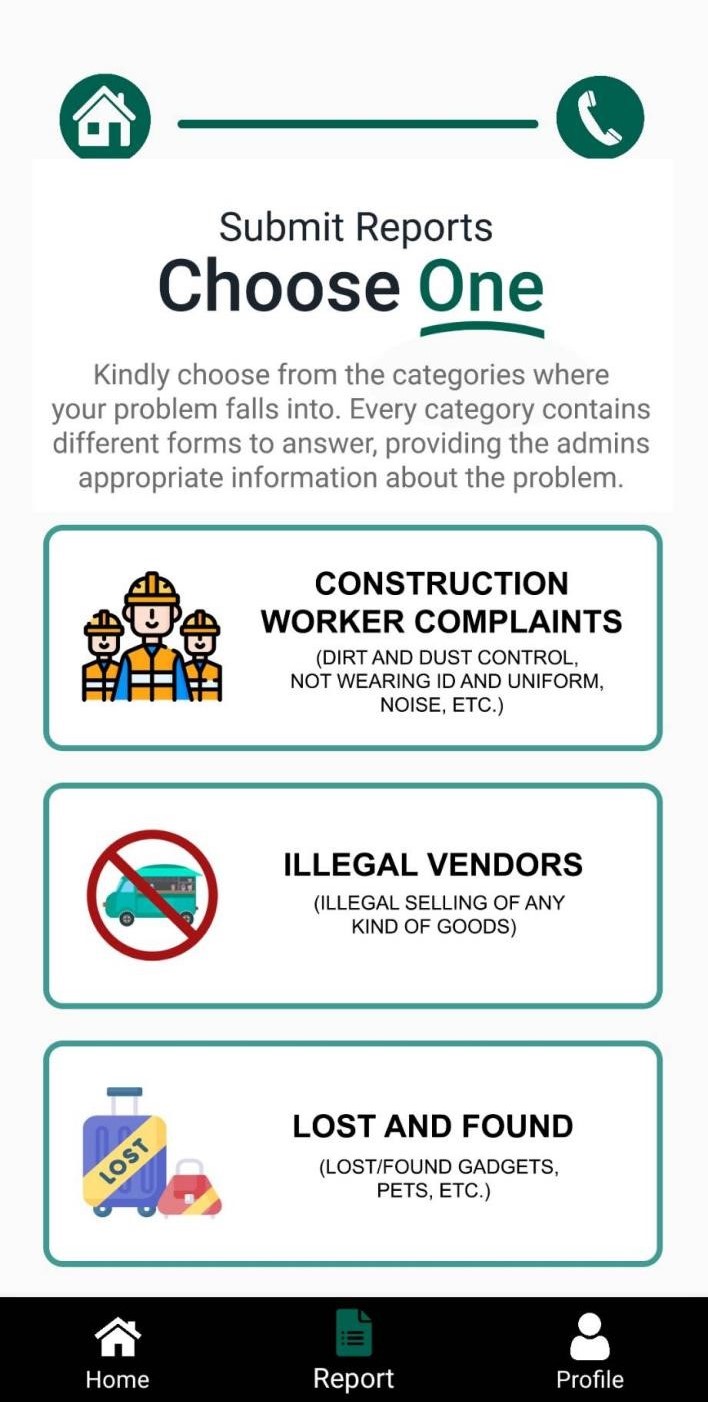 Submit Reports
Choose One
Kindly choose from the categories where
your problem falls into. Every category contains
different forms to answer, providing the admins
appropriate information about the problem.
CONSTRUCTION
WORKER COMPLAINTS
(DIRT AND DUST CONTROL,
NOT WEARING ID AND UNIFORM,
NOISE, ETC.)
ILLEGAL VENDORS
(ILLEGAL SELLING OF ANY
KIND OF GOODS)
LOST
LOST AND FOUND
(LOST/FOUND GADGETS,
PETS, ETC.)
Home
Report
Profile